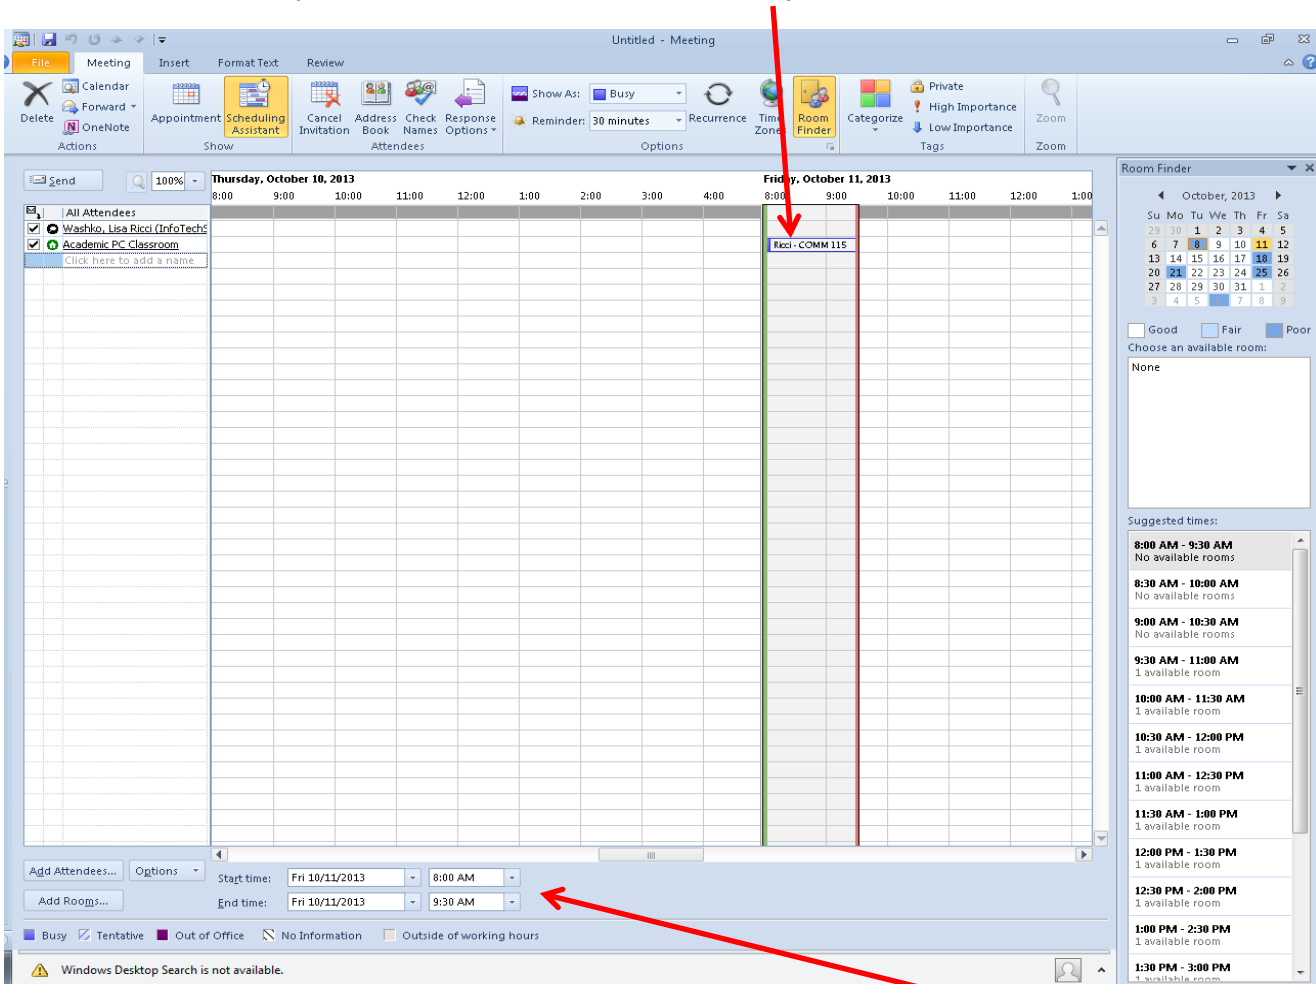 Untitled - Meeting
File Meeting Insert Format Text Review
Delete
Calendar
Forward
OneNote
Actions
Appointment Scheduling Assistant
Show
Cancel Invitation Address Book Check Names Response Options
Attendees
Show As: Busy
Reminder: 30 minutes
Recurrence Time Zones Room Finder
Options
Categorize
Private
High Importance
Low Importance
Tags
Zoom
Zoom
Send 100%
Thursday, October 10, 2013 Friday, October 11, 2013
8:00 9:00 10:00 11:00 12:00 1:00 2:00 3:00 4:00 8:00 9:00 10:00 11:00 12:00 1:00
All Attendees
Washko, Lisa Ricci (InfoTechS
Academic PC Classroom
Ricci - COMM 115
Click here to add a name
Add Attendees... Options
Add Rooms...
Start time: Fri 10/11/2013 8:00 AM
End time: Fri 10/11/2013 9:30 AM
Busy Tentative Out of Office No Information Outside of working hours
Windows Desktop Search is not available.
Room Finder
October, 2013
Su Mo Tu We Th Fr Sa
29 30 1 2 3 4 5
6 7 8 9 10 11 12
13 14 15 16 17 18 19
20 21 22 23 24 25 26
27 28 29 30 31 1 2
3 4 5 6 7 8 9
Good Fair Poor
Choose an available room:
None
Suggested times:
8:00 AM - 9:30 AM
No available rooms
8:30 AM - 10:00 AM
No available rooms
9:00 AM - 10:30 AM
No available rooms
9:30 AM - 11:00 AM
1 available room
10:00 AM - 11:30 AM
1 available room
10:30 AM - 12:00 PM
1 available room
11:00 AM - 12:30 PM
1 available room
11:30 AM - 1:00 PM
1 available room
12:00 PM - 1:30 PM
1 available room
12:30 PM - 2:00 PM
1 available room
1:00 PM - 2:30 PM
1 available room
1:30 PM - 3:00 PM
1 available room